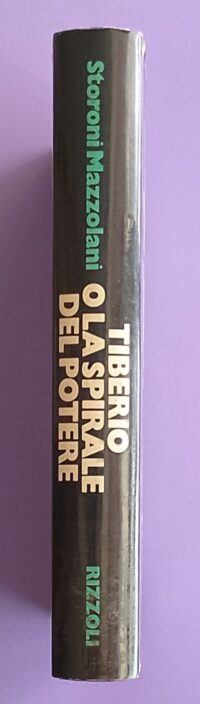 Storoni Mazzolani
TIBERIO
O LA SPIRALE
DEL POTERE
RIZZOLI